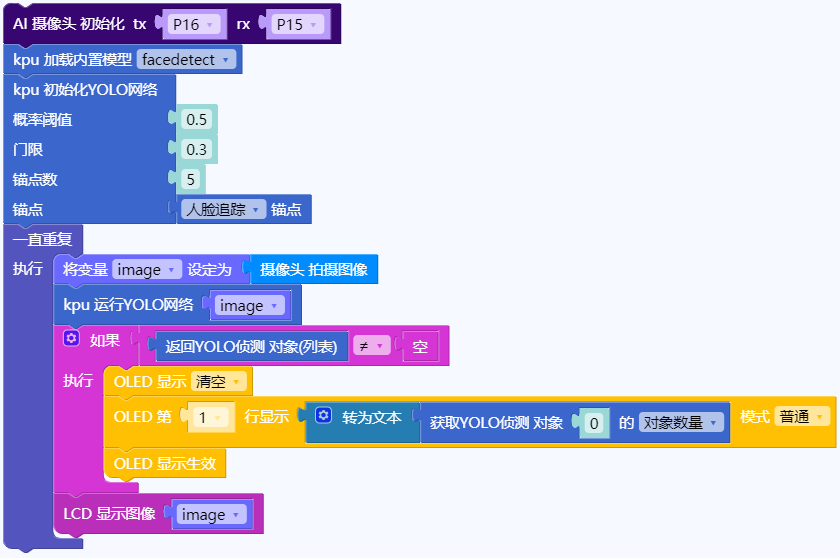 AI 摄像头 初始化 tx P16 rx P15
kpu 加载内置模型 facedetect
kpu 初始化YOLO网络
概率阈值 0.5
门限 0.3
锚点数 5
锚点 人脸追踪 锚点
一直重复
执行 将变量 image 设定为 摄像头 拍摄图像
kpu 运行YOLO网络 image
如果 返回YOLO侦测 对象(列表) ≠ 空
执行 OLED 显示 清空
OLED 第 1 行显示 转为文本 获取YOLO侦测 对象 0 的 对象数量 模式 普通
OLED 显示生效
LCD 显示图像 image